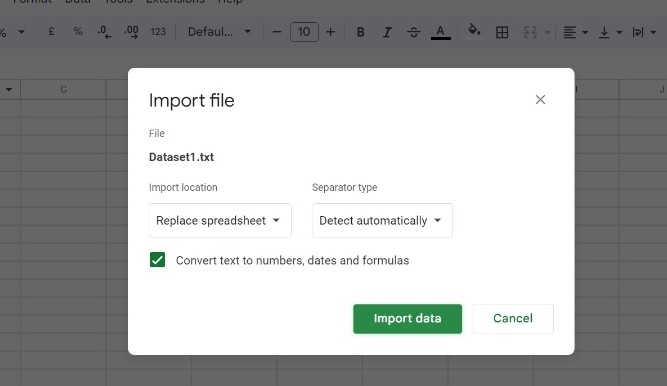 Format Data Tools Extensions Help
% £ % .0 .00 123 Defaul... 10 B I S A
C J
Import file
File
Dataset1.txt
Import location Separator type
Replace spreadsheet Detect automatically
Convert text to numbers, dates and formulas
Import data Cancel